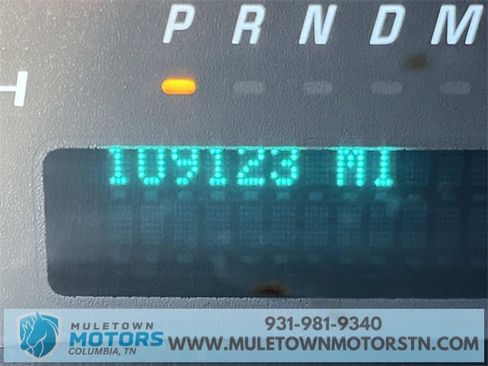 P R N D M
H
109123 MI
MULETOWN
MOTORS
COLUMBIA, TN
931-981-9340
WWW.MULETOWNMOTORSTN.COM